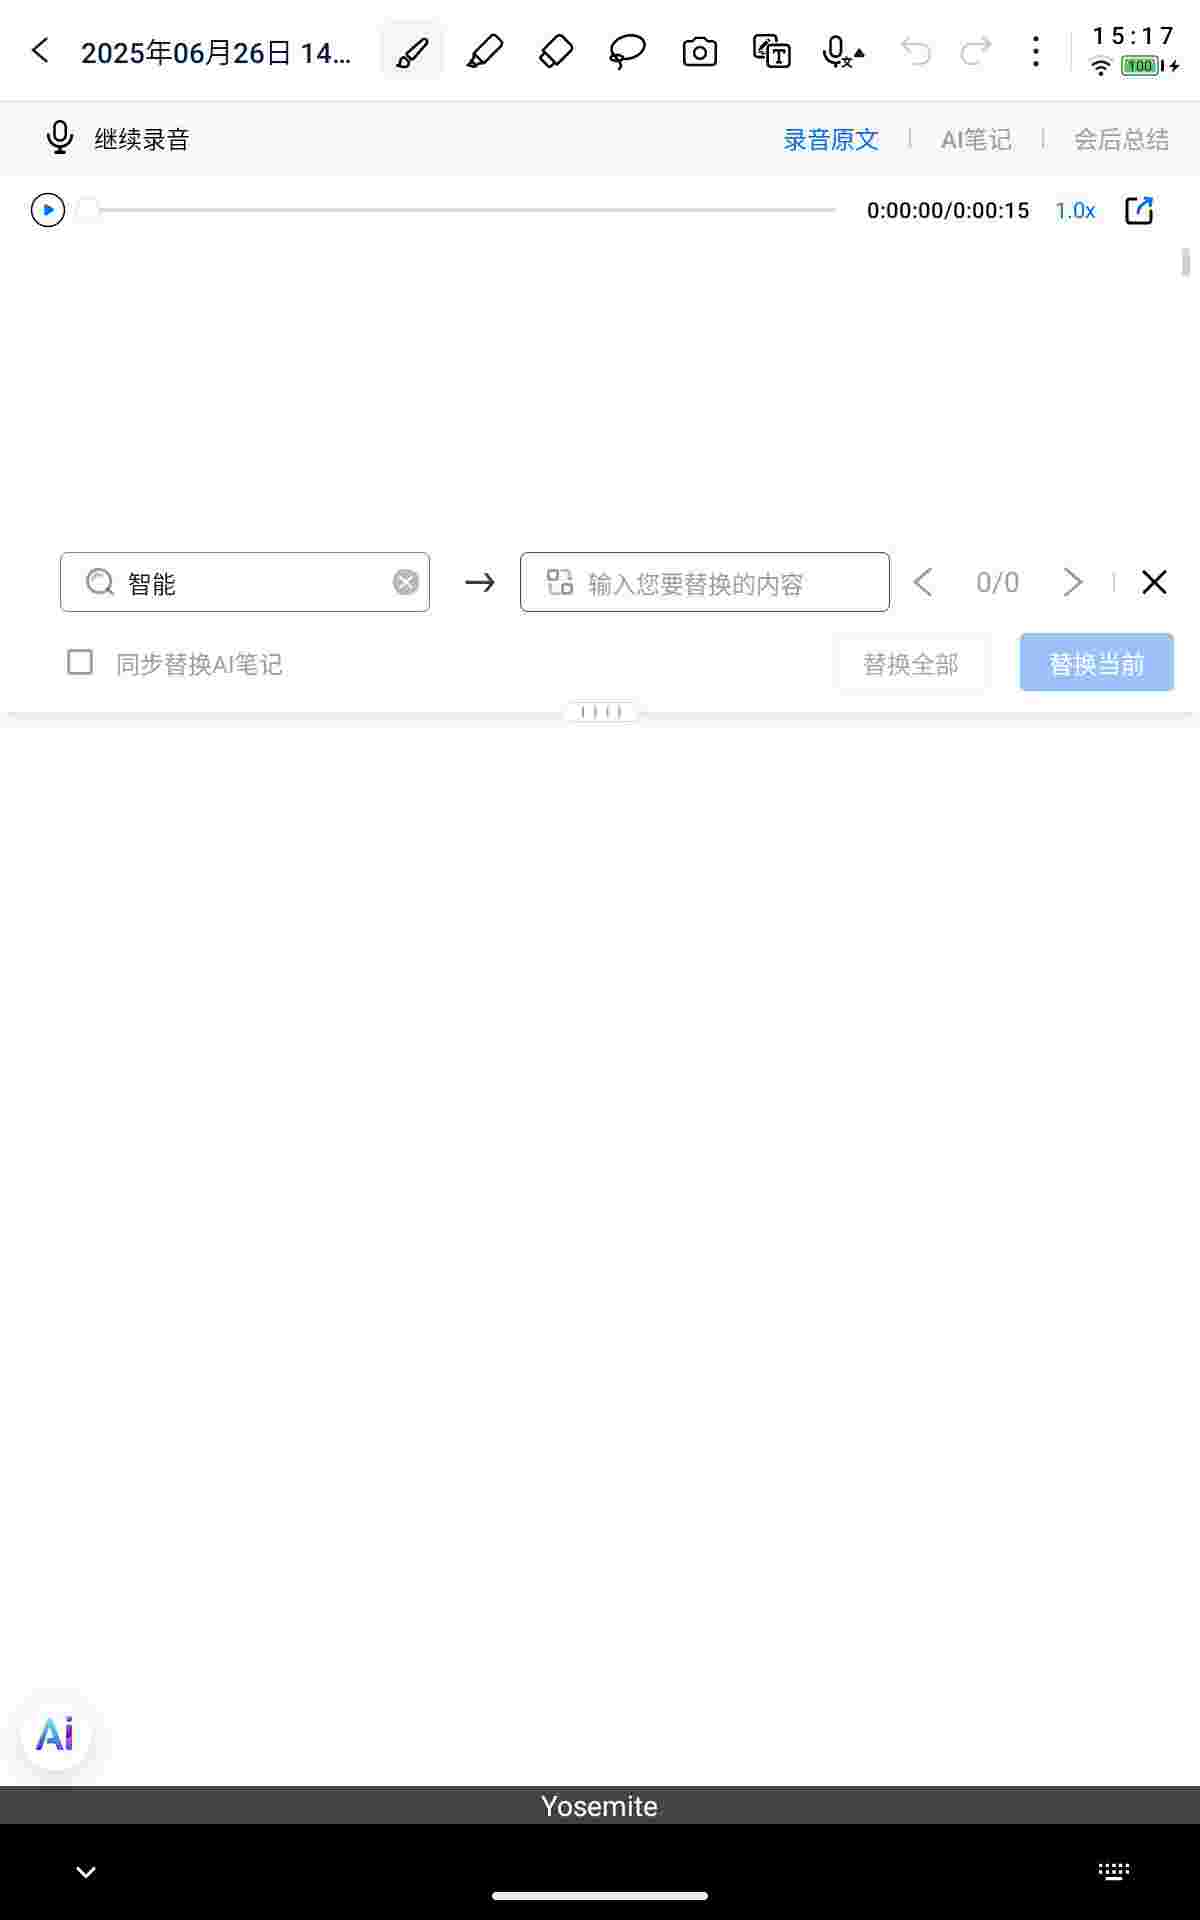 2025年06月26日 14...
15:17
100
继续录音
录音原文
AI笔记
会后总结
0:00:00/0:00:15
1.0x
智能
输入您要替换的内容
0/0
同步替换AI笔记
替换全部
替换当前
Ai
Yosemite